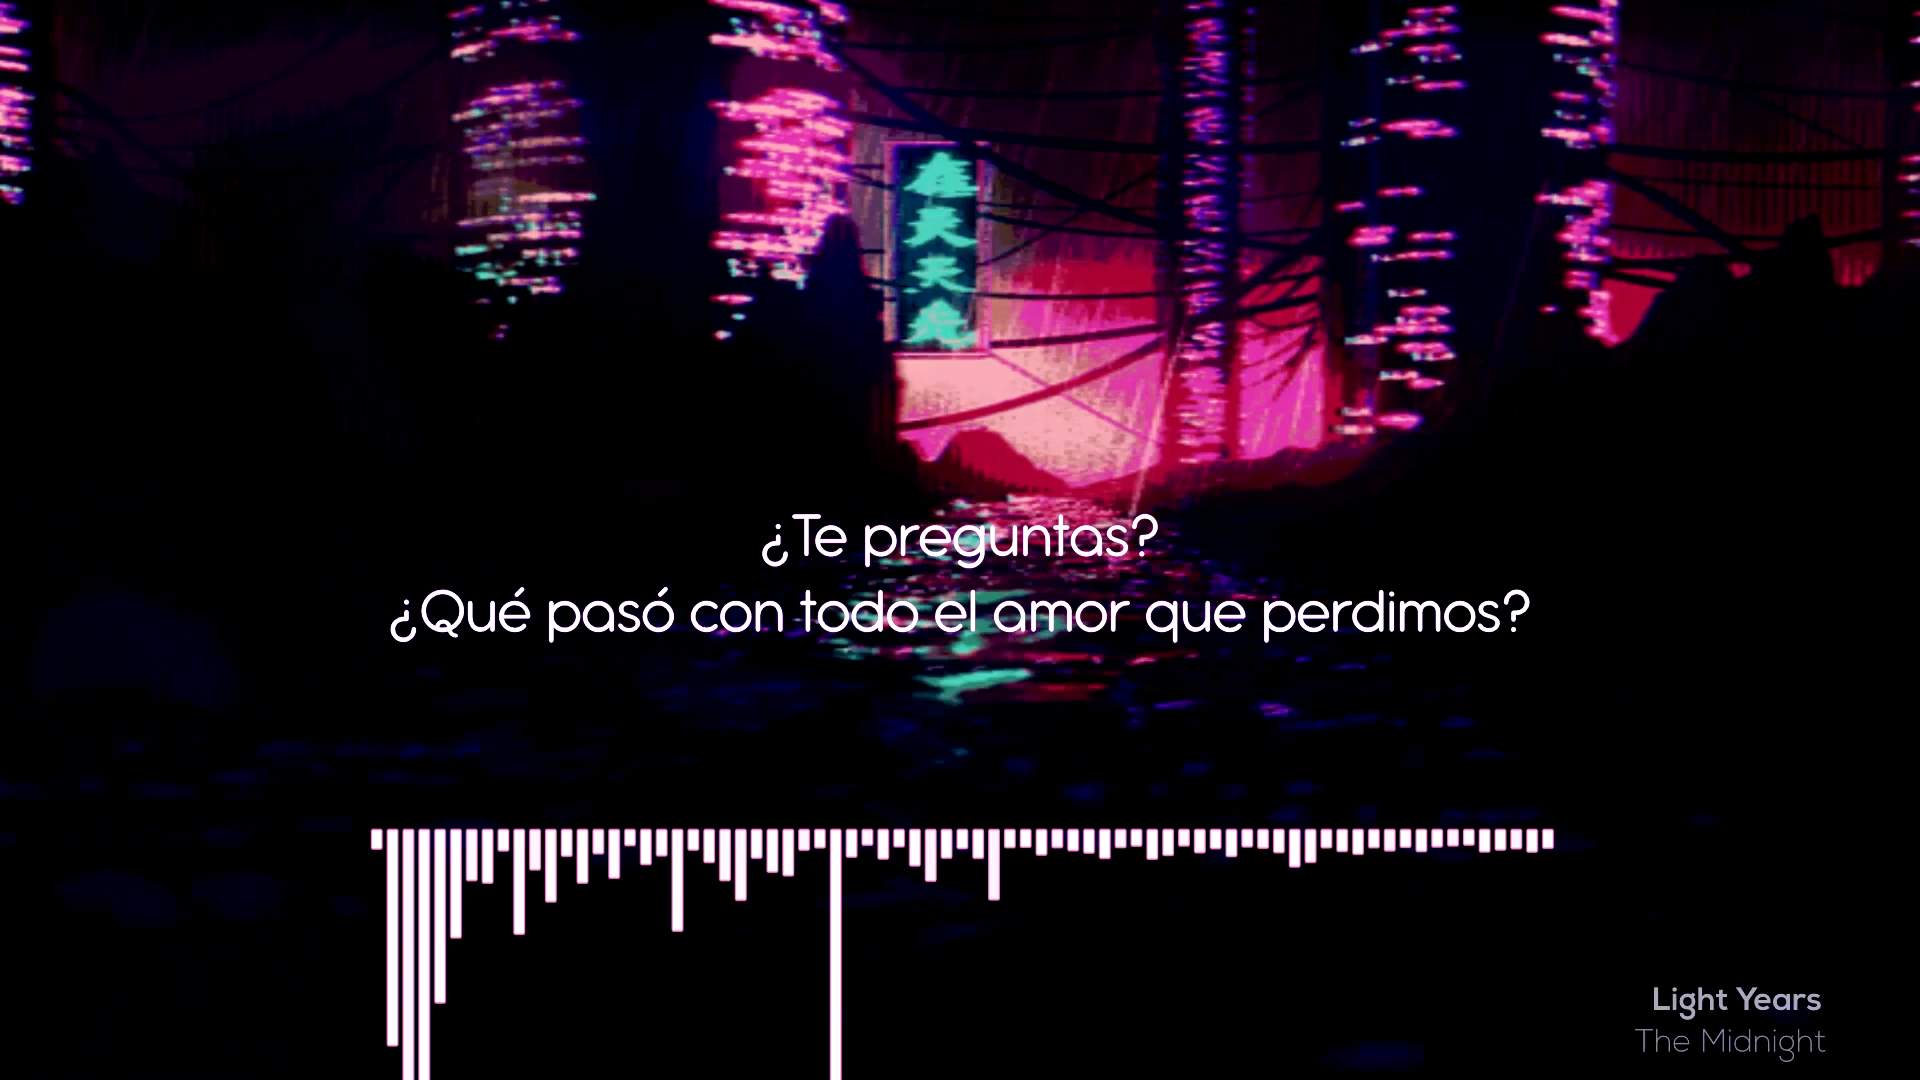 ¿Te preguntas?
¿Qué pasó con todo el amor que perdimos?
Light Years
The Midnight